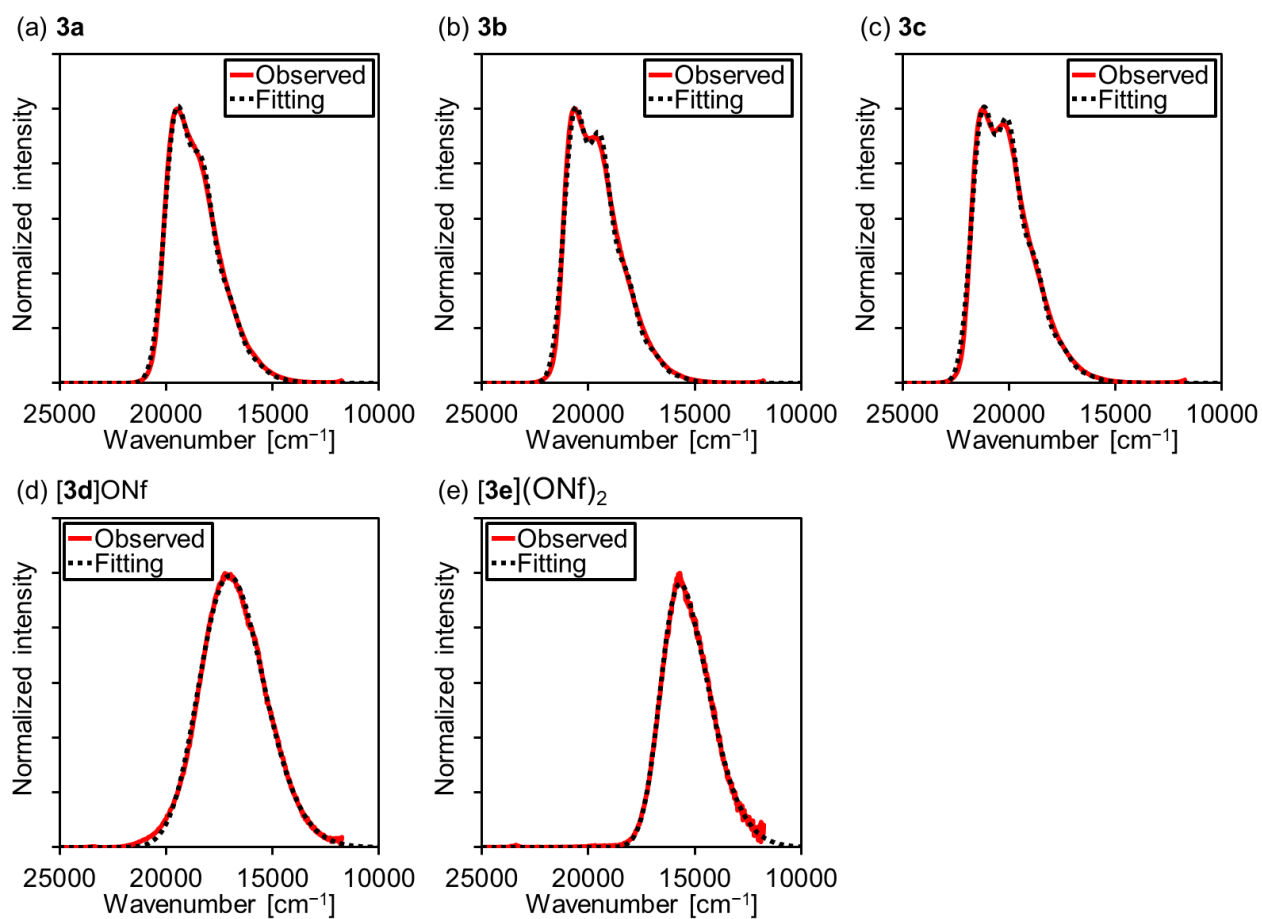 (a) 3a
Observed
Fitting
Normalized intensity
25000 20000 15000 10000
Wavenumber [cm⁻¹]
(b) 3b
Observed
Fitting
Normalized intensity
25000 20000 15000 10000
Wavenumber [cm⁻¹]
(c) 3c
Observed
Fitting
Normalized intensity
25000 20000 15000 10000
Wavenumber [cm⁻¹]
(d) [3d]ONf
Observed
Fitting
Normalized intensity
25000 20000 15000 10000
Wavenumber [cm⁻¹]
(e) [3e](ONf)₂
Observed
Fitting
Normalized intensity
25000 20000 15000 10000
Wavenumber [cm⁻¹]